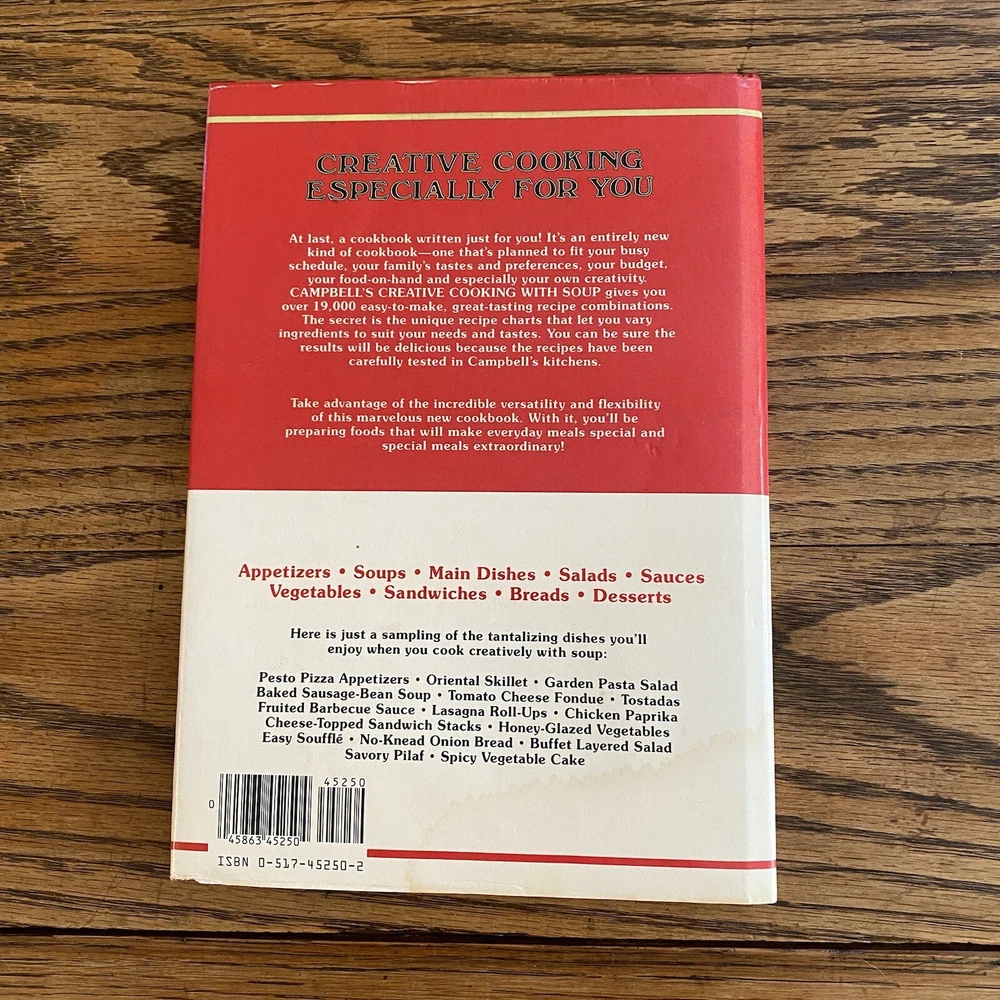 CREATIVE COOKING
ESPECIALLY FOR YOU
At last, a cookbook written just for you! It's an entirely new
kind of cookbook—one that's planned to fit your busy
schedule, your family's tastes and preferences, your budget,
your food-on-hand and especially your own creativity.
CAMPBELL'S CREATIVE COOKING WITH SOUP gives you
over 19,000 easy-to-make, great-tasting recipe combinations.
The secret is the unique recipe charts that let you vary
ingredients to suit your needs and tastes. You can be sure the
results will be delicious because the recipes have been
carefully tested in Campbell's kitchens.
Take advantage of the incredible versatility and flexibility
of this marvelous new cookbook. With it, you'll be
preparing foods that will make everyday meals special and
special meals extraordinary!
Appetizers • Soups • Main Dishes • Salads • Sauces
Vegetables • Sandwiches • Breads • Desserts
Here is just a sampling of the tantalizing dishes you'll
enjoy when you cook creatively with soup:
Pesto Pizza Appetizers • Oriental Skillet • Garden Pasta Salad
Baked Sausage-Bean Soup • Tomato Cheese Fondue • Tostadas
Fruited Barbecue Sauce • Lasagna Roll-Ups • Chicken Paprika
Cheese-Topped Sandwich Stacks • Honey-Glazed Vegetables
Easy Soufflé • No-Knead Onion Bread • Buffet Layered Salad
Savory Pilaf • Spicy Vegetable Cake
45250
0
45863 45250
ISBN 0-517-45250-2